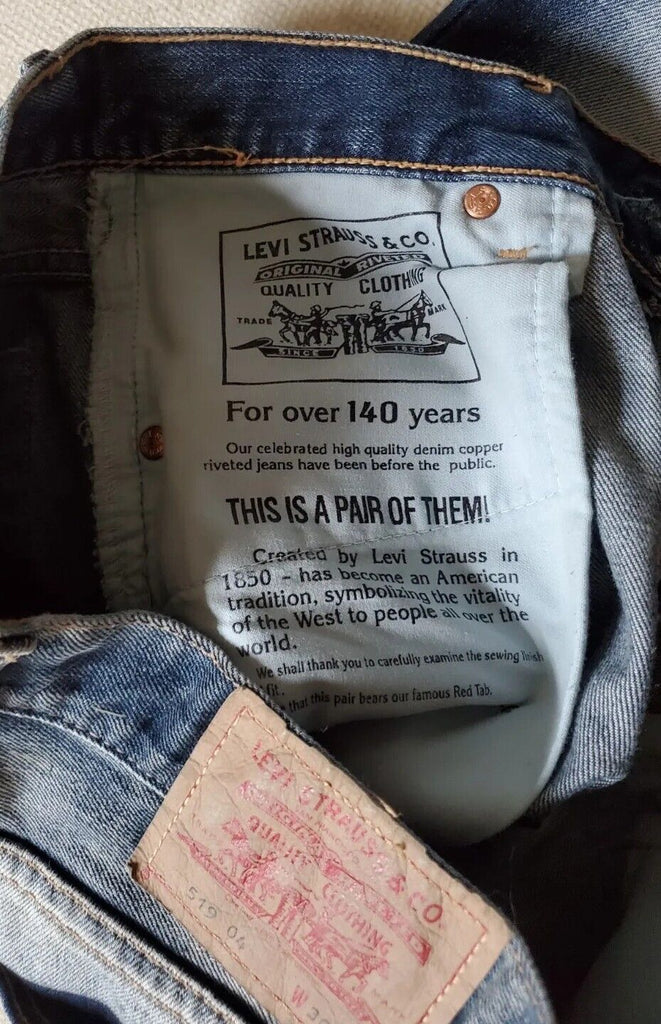 LEVI STRAUSS & CO.
ORIGINAL RIVETED
QUALITY CLOTHING
TRADE MARK
SINCE 1850
For over 140 years
Our celebrated high quality denim copper
riveted jeans have been before the public.
THIS IS A PAIR OF THEM!
Created by Levi Strauss in
1850 - has become an American
tradition, symbolizing the vitality
of the West to people all over the
world.
We shall thank you to carefully examine the sewing finish
fit.
that this pair bears our famous Red Tab.
LEVI STRAUSS & CO.
QUALITY CLOTHING
519 04
W